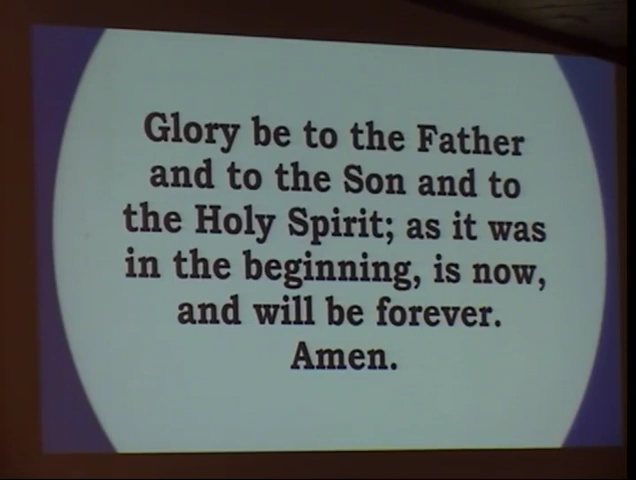 Glory be to the Father
and to the Son and to
the Holy Spirit; as it was
in the beginning, is now,
and will be forever.
Amen.